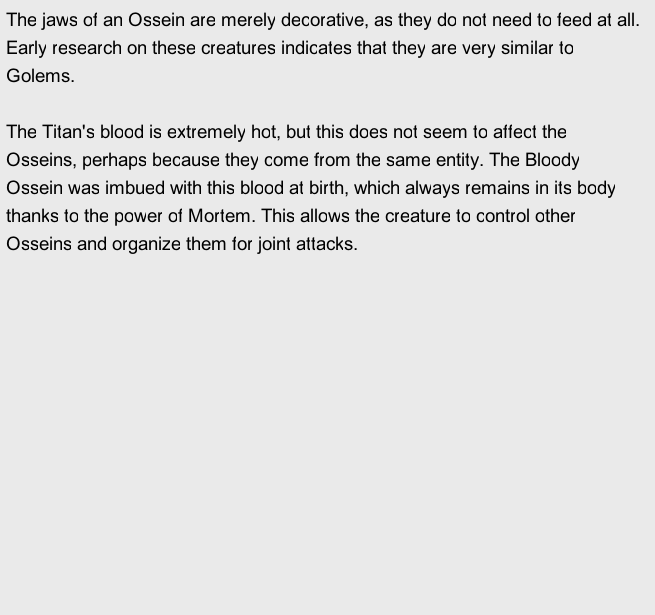 The jaws of an Ossein are merely decorative, as they do not need to feed at all.
Early research on these creatures indicates that they are very similar to
Golems.
The Titan's blood is extremely hot, but this does not seem to affect the
Osseins, perhaps because they come from the same entity. The Bloody
Ossein was imbued with this blood at birth, which always remains in its body
thanks to the power of Mortem. This allows the creature to control other
Osseins and organize them for joint attacks.